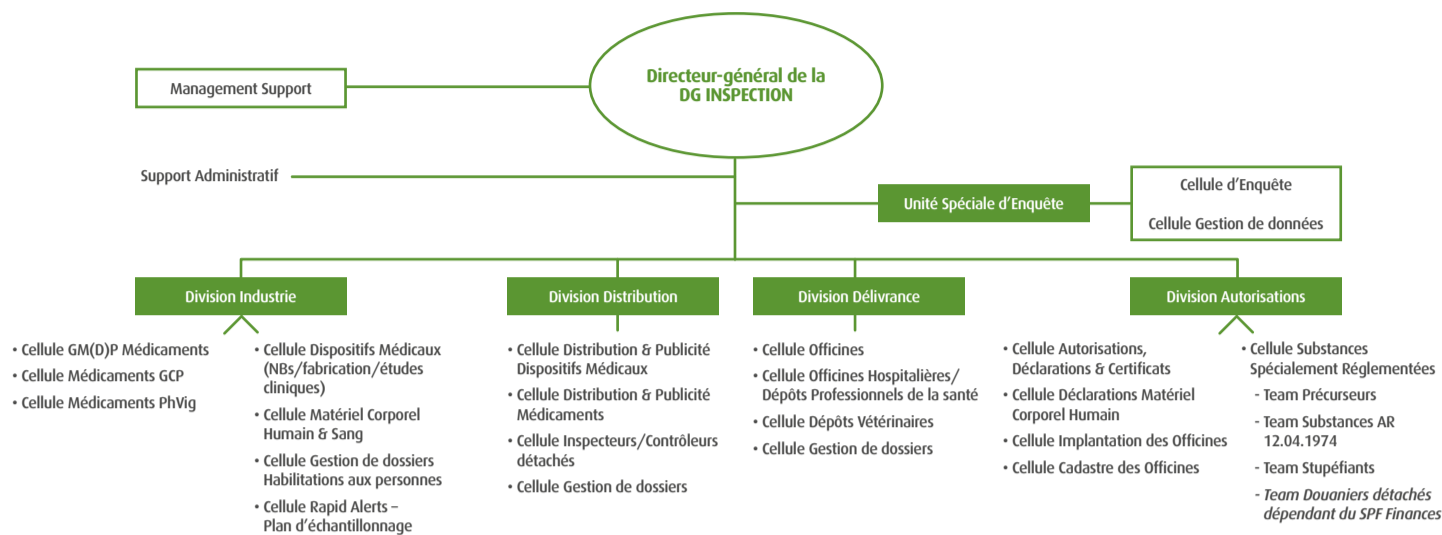 Directeur-général de la
DG INSPECTION
Management Support
Support Administratif
Unité Spéciale d'Enquête
Cellule d'Enquête
Cellule Gestion de données
Division Industrie
• Cellule GM(D)P Médicaments
• Cellule Médicaments GCP
• Cellule Médicaments PhVig
• Cellule Dispositifs Médicaux
(NBs/fabrication/études
cliniques)
• Cellule Matériel Corporel
Humain & Sang
• Cellule Gestion de dossiers
Habilitations aux personnes
• Cellule Rapid Alerts –
Plan d'échantillonnage
Division Distribution
• Cellule Distribution & Publicité
Dispositifs Médicaux
• Cellule Distribution & Publicité
Médicaments
• Cellule Inspecteurs/Contrôleurs
détachés
• Cellule Gestion de dossiers
Division Délivrance
• Cellule Officines
• Cellule Officines Hospitalières/
Dépôts Professionnels de la santé
• Cellule Dépôts Vétérinaires
• Cellule Gestion de dossiers
Division Autorisations
• Cellule Autorisations,
Déclarations & Certificats
• Cellule Déclarations Matériel
Corporel Humain
• Cellule Implantation des Officines
• Cellule Cadastre des Officines
• Cellule Substances
Spécialement Réglementées
- Team Précurseurs
- Team Substances AR
12.04.1974
- Team Stupéfiants
- Team Douaniers détachés
dépendant du SPF Finances